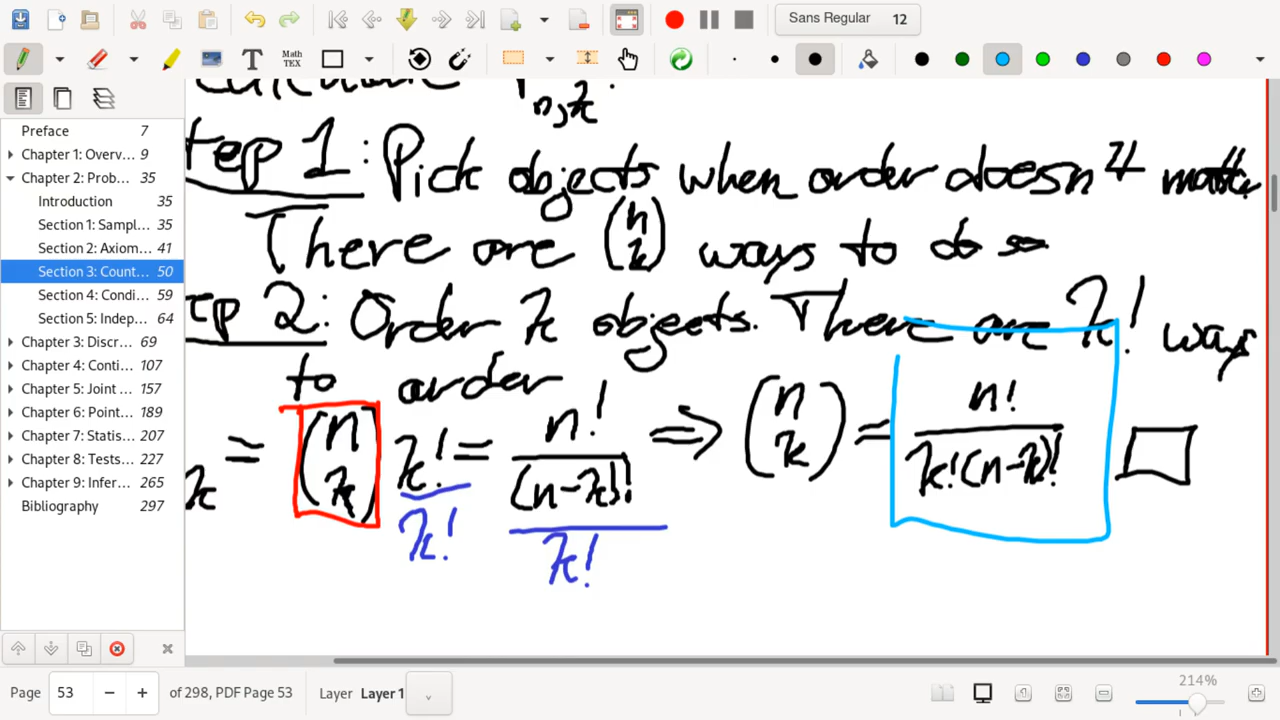 Sans Regular 12
Math
TEX
Preface 7
Chapter 1: Overv... 9
Chapter 2: Prob... 35
Introduction 35
Section 1: Sampl... 35
Section 2: Axiom... 41
Section 3: Count... 50
Section 4: Condi... 59
Section 5: Indep... 64
Chapter 3: Discr... 69
Chapter 4: Conti... 107
Chapter 5: Joint ... 157
Chapter 6: Point... 189
Chapter 7: Statis... 207
Chapter 8: Tests... 227
Chapter 9: Infer... 265
Bibliography 297
calculate P_{n,k}.
tep 1: Pick objects when order doesn't matter
There are (n k) ways to do so
ep 2: Order k objects. There are k! ways
to order
k = (n k) k! / k! = n! / (n-k)! / k! ⇒ (n k) = n! / k!(n-k)! □
Page 53 − + of 298, PDF Page 53 Layer Layer 1 214%